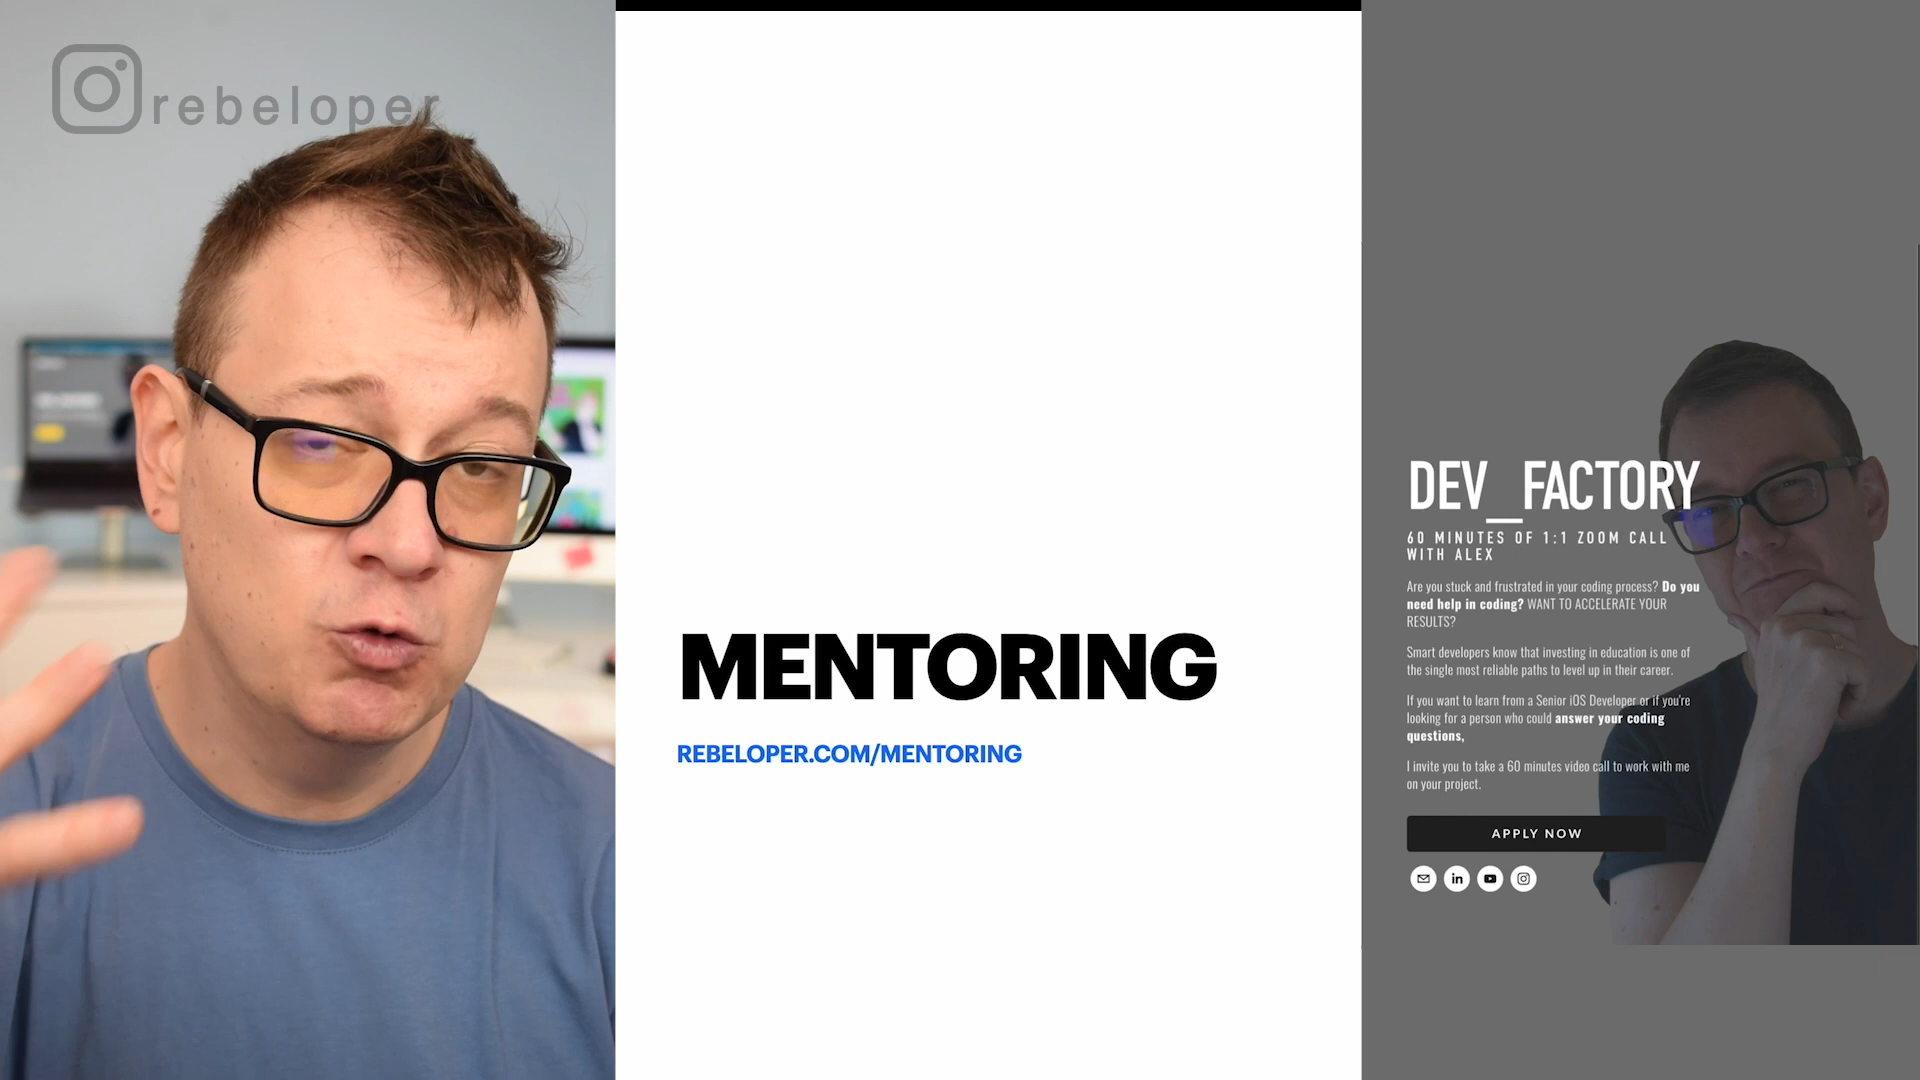 rebeloper
MENTORING
REBELOPER.COM/MENTORING
DEV_FACTORY
60 MINUTES OF 1:1 ZOOM CALL
WITH ALEX
Are you stuck and frustrated in your coding process? Do you
need help in coding? WANT TO ACCELERATE YOUR
RESULTS?
Smart developers know that investing in education is one of
the single most reliable paths to level up in their career.
If you want to learn from a Senior iOS Developer or if you're
looking for a person who could answer your coding
questions,
I invite you to take a 60 minutes video call to work with me
on your project.
APPLY NOW
in